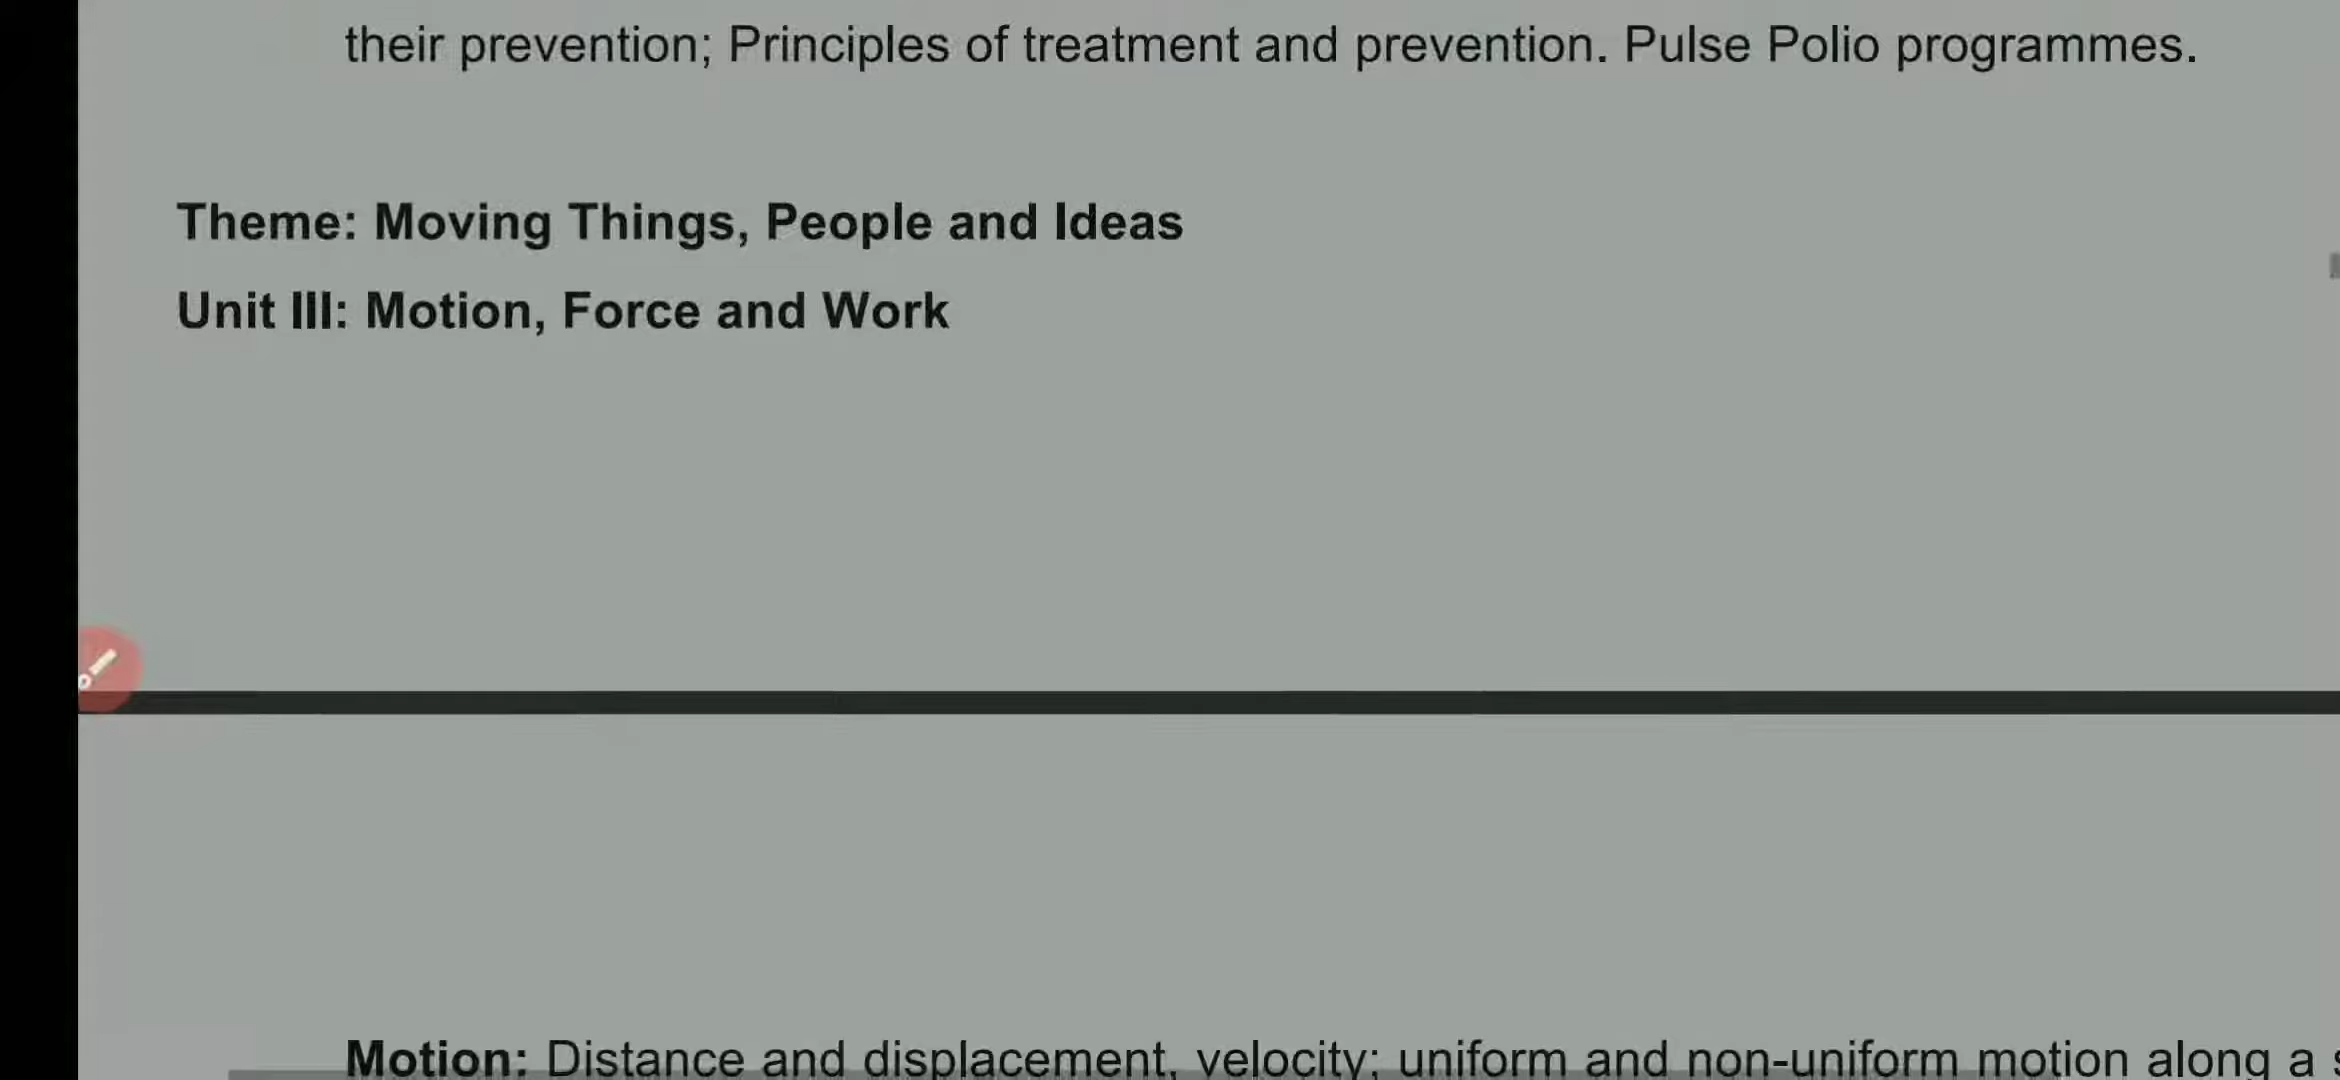 their prevention; Principles of treatment and prevention. Pulse Polio programmes.
Theme: Moving Things, People and Ideas
Unit III: Motion, Force and Work
Motion: Distance and displacement, velocity; uniform and non-uniform motion along a